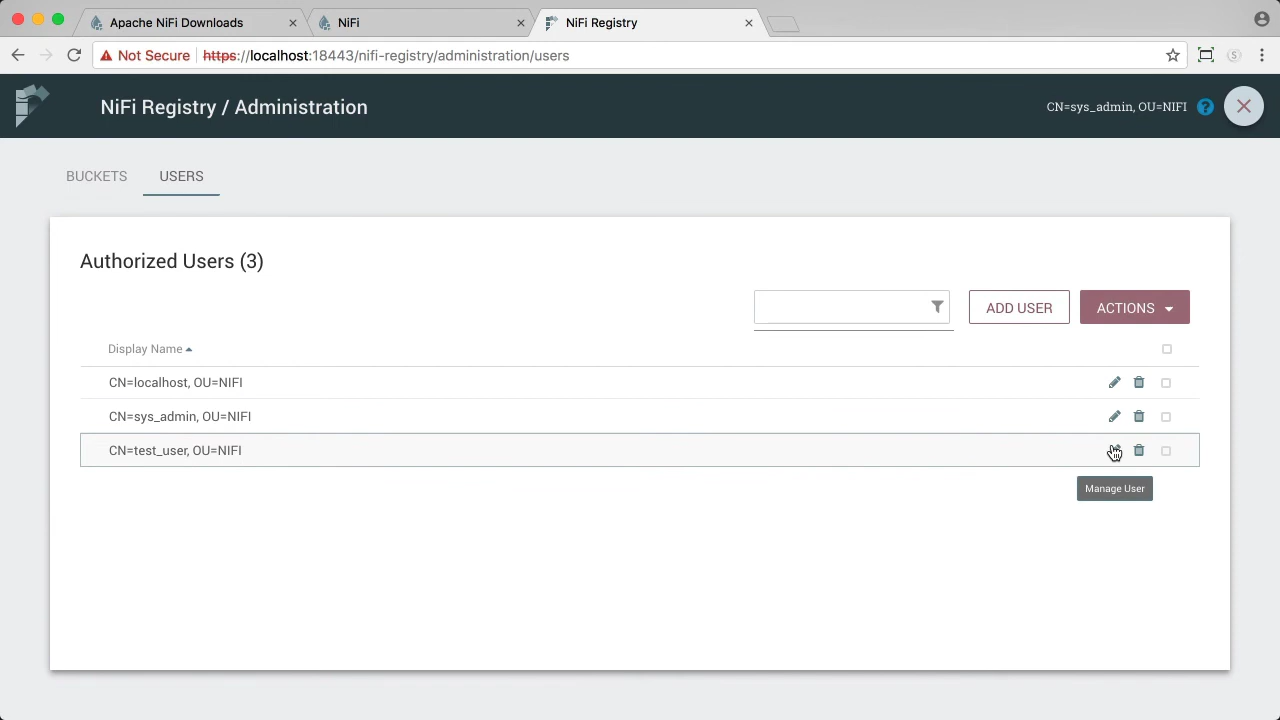 Apache NiFi Downloads
NiFi
NiFi Registry
Not Secure https://localhost:18443/nifi-registry/administration/users
NiFi Registry / Administration
CN=sys_admin, OU=NIFI
BUCKETS
USERS
Authorized Users (3)
ADD USER
ACTIONS
Display Name
CN=localhost, OU=NIFI
CN=sys_admin, OU=NIFI
CN=test_user, OU=NIFI
Manage User